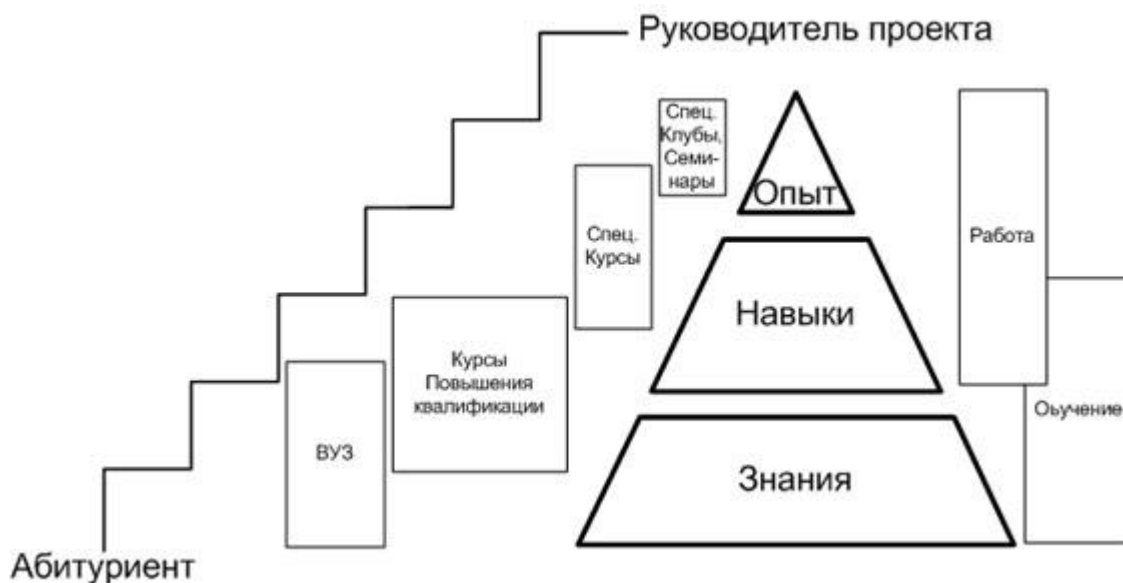 Руководитель проекта
Спец.
Клубы,
Семи-
нары
Опыт
Спец.
Курсы
Работа
Навыки
Курсы
Повышения
квалификации
Оьучение
ВУЗ
Знания
Абитуриент